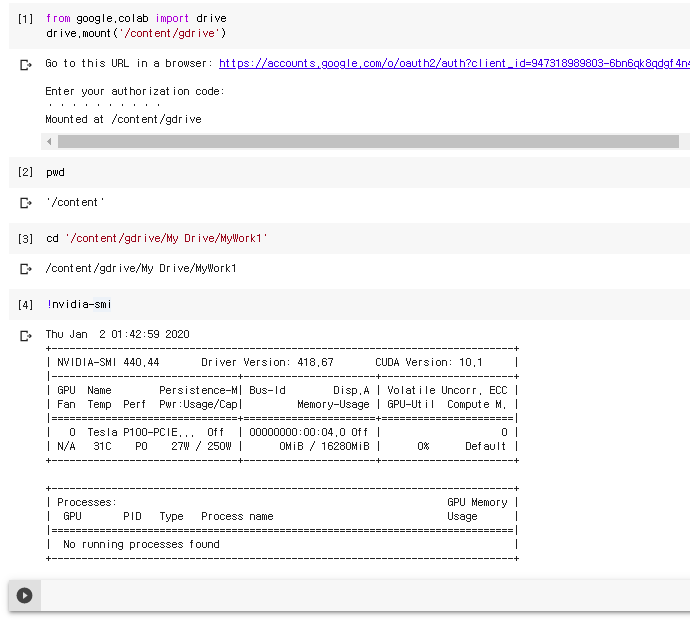 [1] from google.colab import drive
drive.mount('/content/gdrive')
Go to this URL in a browser: https://accounts.google.com/o/oauth2/auth?client_id=947318989803-6bn6qk8qdgf4n4
Enter your authorization code:
··········
Mounted at /content/gdrive
[2] pwd
'/content'
[3] cd '/content/gdrive/My Drive/MyWork1'
/content/gdrive/My Drive/MyWork1
[4] !nvidia-smi
Thu Jan  2 01:42:59 2020
+-----------------------------------------------------------------------------+
| NVIDIA-SMI 440.44       Driver Version: 418.67       CUDA Version: 10.1     |
|-------------------------------+----------------------+----------------------+
| GPU  Name        Persistence-M| Bus-Id        Disp.A | Volatile Uncorr. ECC |
| Fan  Temp  Perf  Pwr:Usage/Cap|         Memory-Usage | GPU-Util  Compute M. |
|===============================+======================+======================|
|   0  Tesla P100-PCIE...  Off  | 00000000:00:04.0 Off |                    0 |
| N/A   31C    P0    27W / 250W |      0MiB / 16280MiB |      0%      Default |
+-------------------------------+----------------------+----------------------+
+-----------------------------------------------------------------------------+
| Processes:                                                       GPU Memory |
|  GPU       PID   Type   Process name                             Usage      |
|=============================================================================|
|  No running processes found                                                 |
+-----------------------------------------------------------------------------+